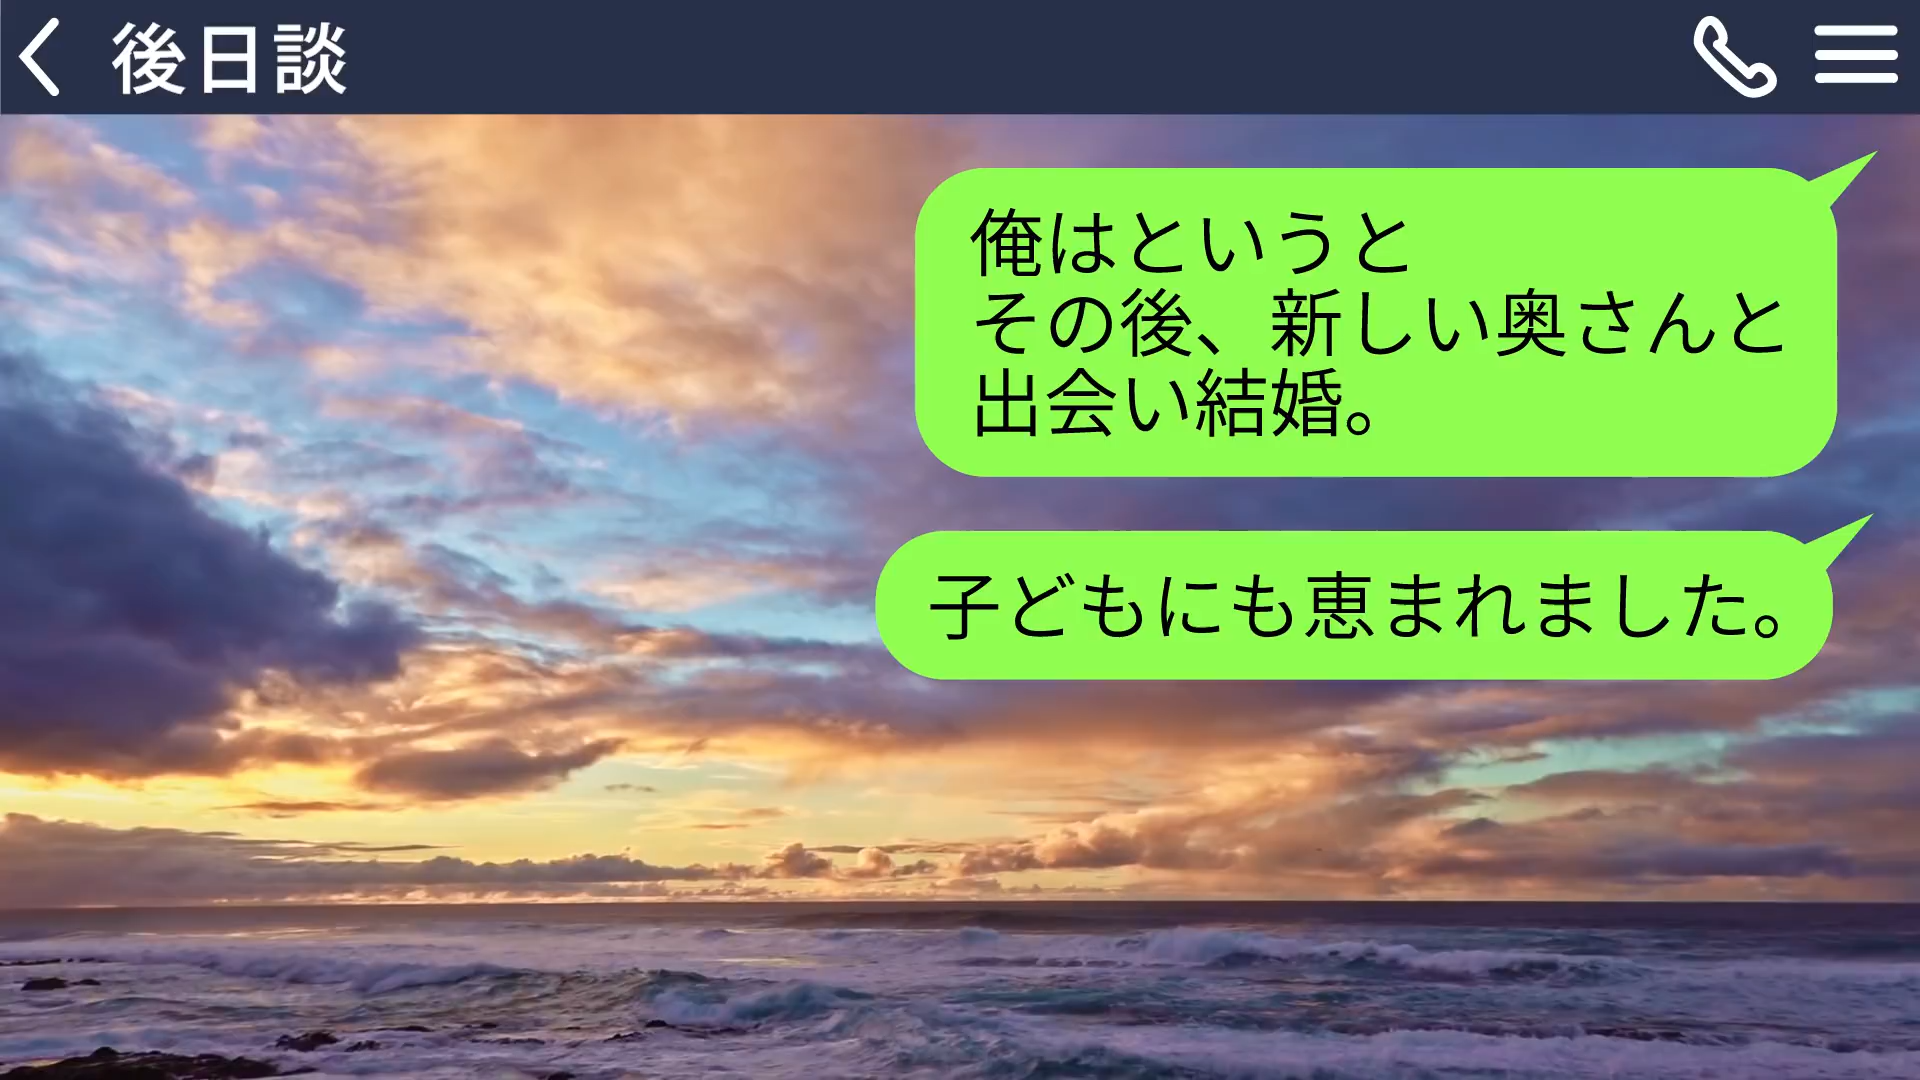 後日談
俺はというと
その後、新しい奥さんと
出会い結婚。
子どもにも恵まれました。